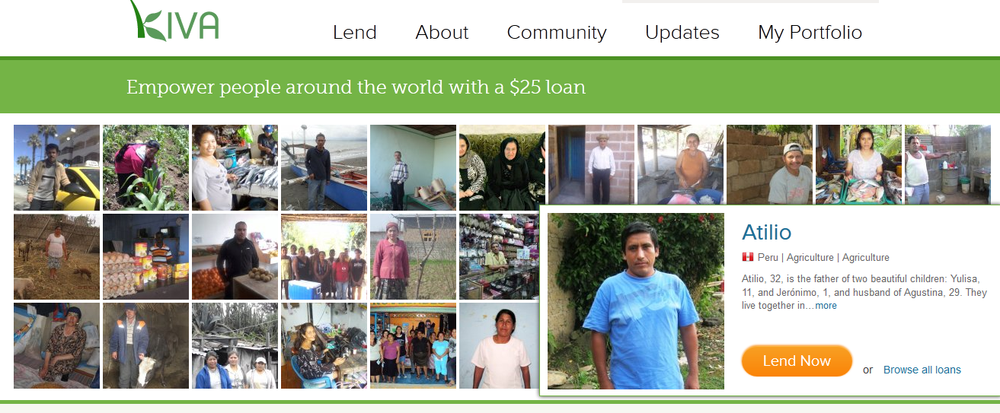 KIVA
Lend About Community Updates My Portfolio
Empower people around the world with a $25 loan
Atilio
Peru | Agriculture | Agriculture
Atilio, 32, is the father of two beautiful children: Yulisa,
11, and Jerónimo, 1, and husband of Agustina, 29. They
live together in...more
Lend Now or Browse all loans